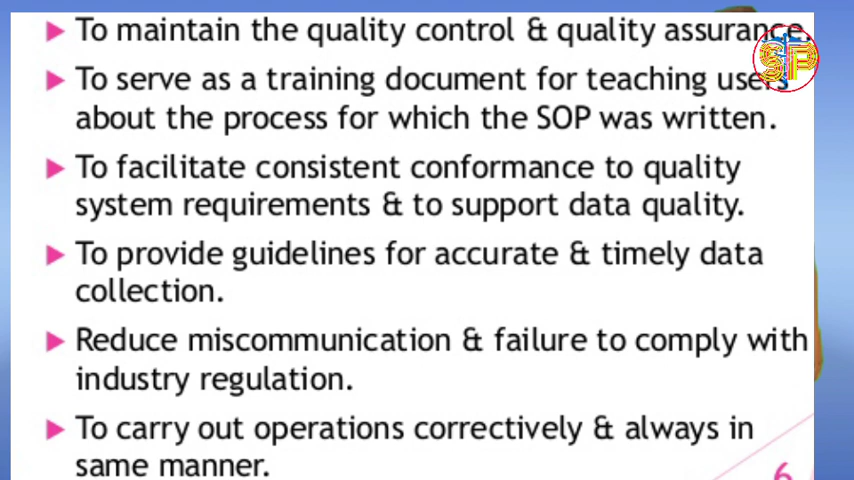 To maintain the quality control & quality assurance.
To serve as a training document for teaching users
about the process for which the SOP was written.
To facilitate consistent conformance to quality
system requirements & to support data quality.
To provide guidelines for accurate & timely data
collection.
Reduce miscommunication & failure to comply with
industry regulation.
To carry out operations correctively & always in
same manner.
SP
6